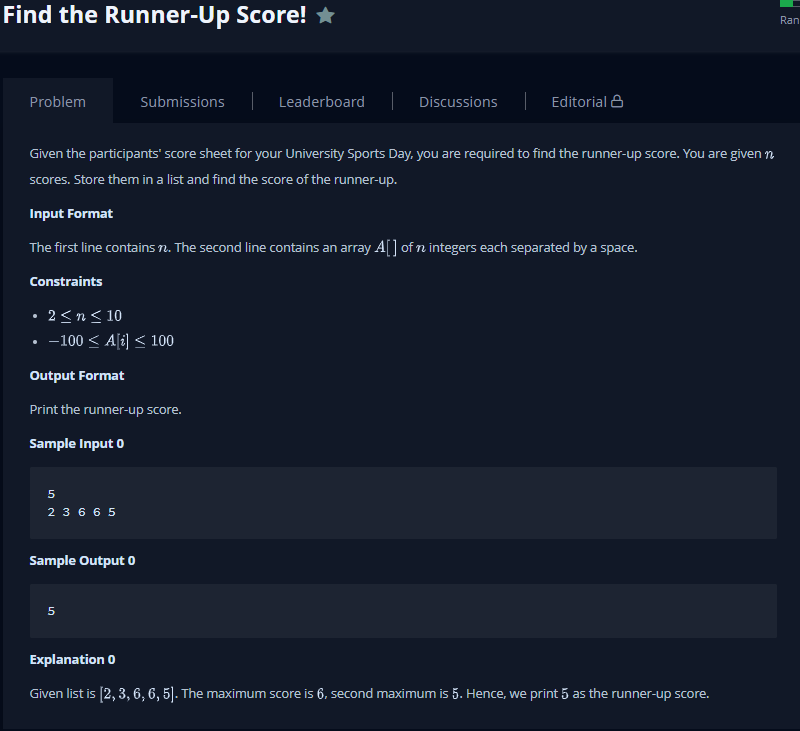 Find the Runner-Up Score!
Ran
Problem
Submissions
Leaderboard
Discussions
Editorial
Given the participants' score sheet for your University Sports Day, you are required to find the runner-up score. You are given n
scores. Store them in a list and find the score of the runner-up.
Input Format
The first line contains n. The second line contains an array A[] of n integers each separated by a space.
Constraints
• 2 ≤ n ≤ 10
• −100 ≤ A[i] ≤ 100
Output Format
Print the runner-up score.
Sample Input 0
5
2 3 6 6 5
Sample Output 0
5
Explanation 0
Given list is [2, 3, 6, 6, 5]. The maximum score is 6, second maximum is 5. Hence, we print 5 as the runner-up score.